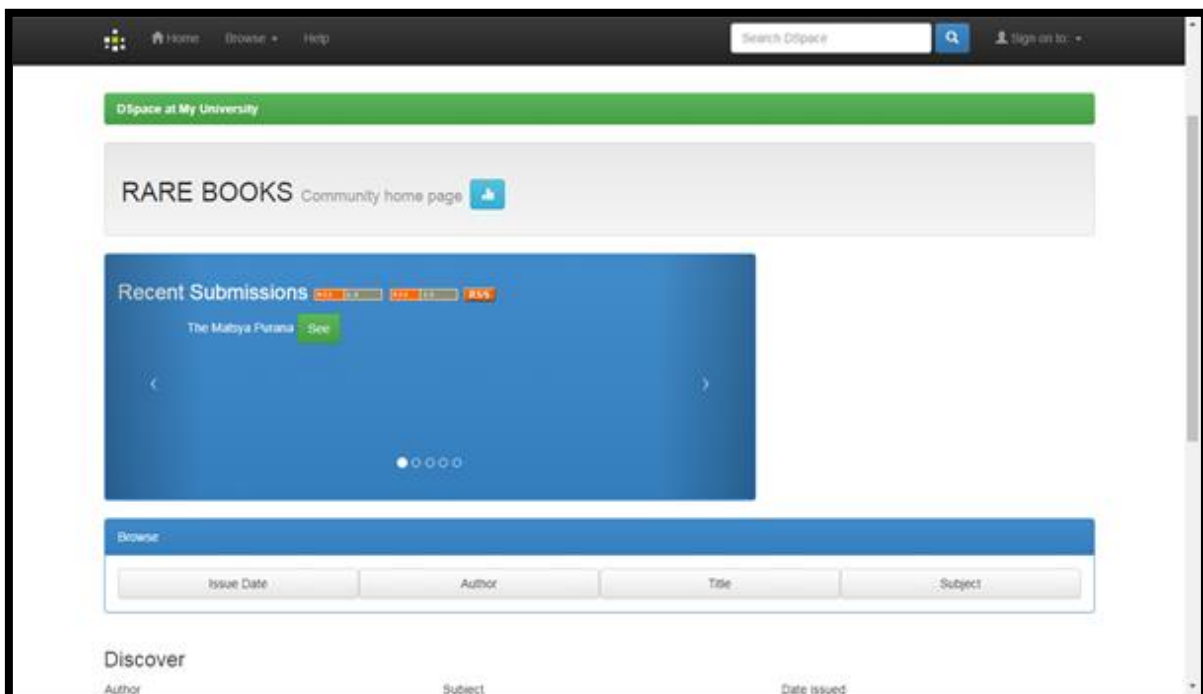 Home Browse Help Search DSpace Sign on to:
DSpace at My University
RARE BOOKS Community home page
Recent Submissions RSS
The Matsya Purana See
Browse
Issue Date Author Title Subject
Discover
Author Subject Date issued